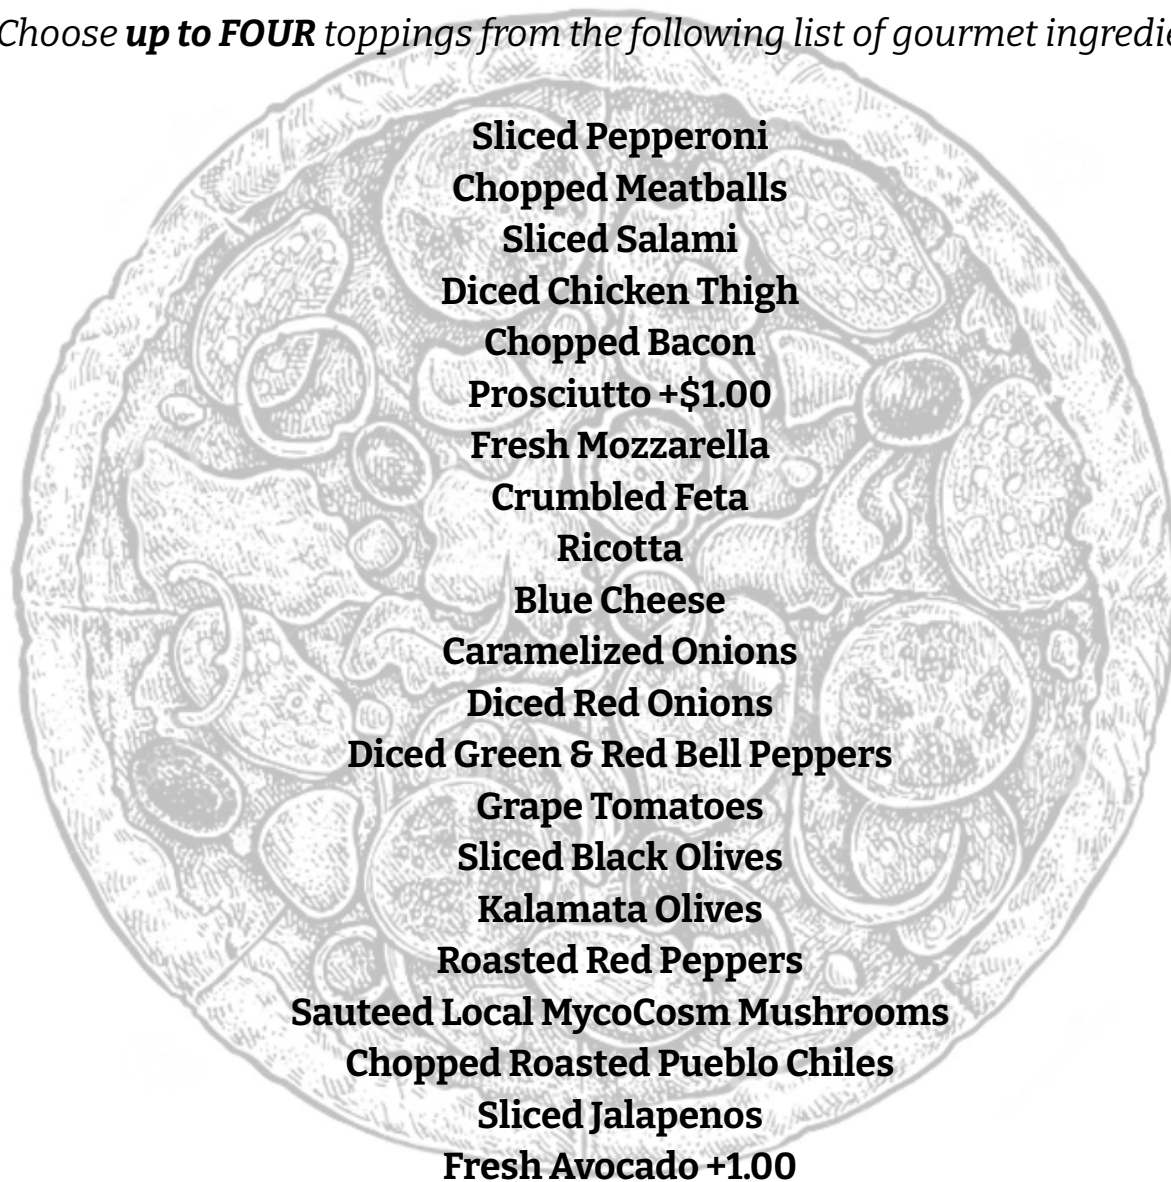 Choose up to FOUR toppings from the following list of gourmet
Sliced Pepperoni
Chopped Meatballs
Sliced Salami
Diced Chicken Thigh
Chopped Bacon
Prosciutto +$1.00
Fresh Mozzarella
Crumbled Feta
Ricotta
Blue Cheese
Caramelized Onions
Diced Red Onions
Diced Green & Red Bell Peppers
Grape Tomatoes
Sliced Black Olives
Kalamata Olives
Roasted Red Peppers
Sauteed Local MycoCosm Mushrooms
Chopped Roasted Pueblo Chiles
Sliced Jalapenos
Fresh Avocado +1.00